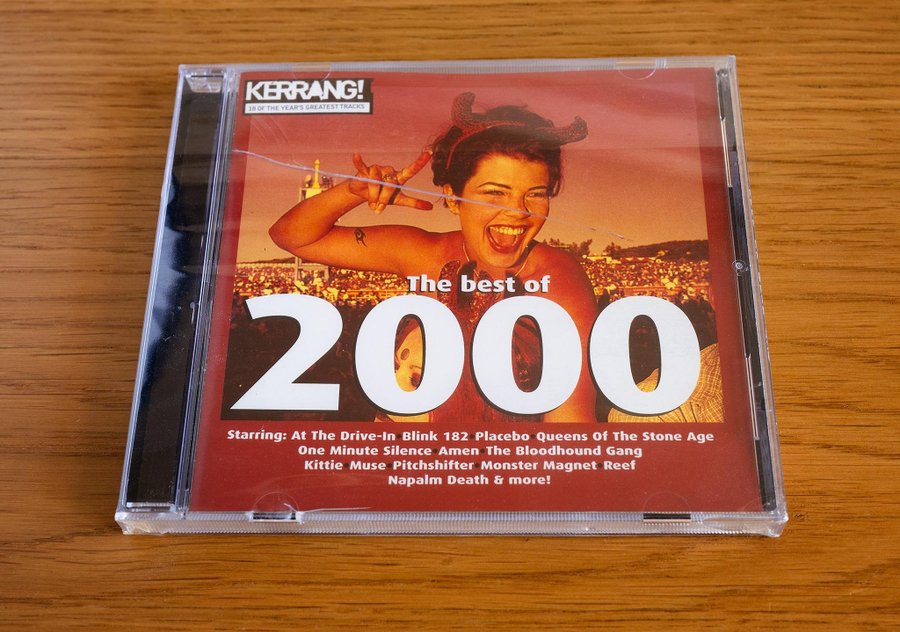 KERRANG!
18 OF THE YEAR'S GREATEST TRACKS
The best of
2000
Starring: At The Drive-In Blink 182 Placebo Queens Of The Stone Age
One Minute Silence Amen The Bloodhound Gang
Kittie Muse Pitchshifter Monster Magnet Reef
Napalm Death & more!